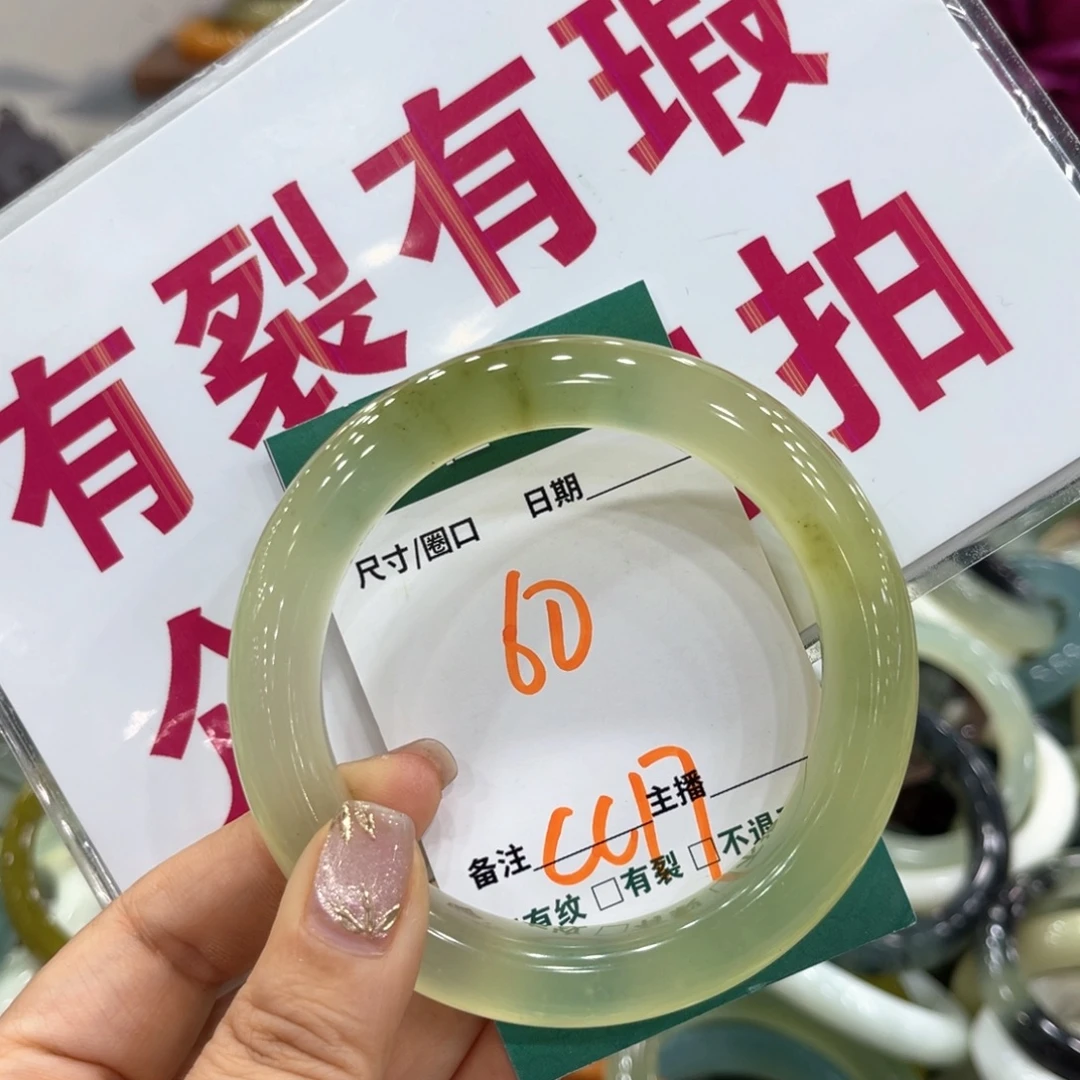 有裂有瑕
拍
尺寸/圈口 日期
60
主播
备注 CC17
有纹 □有裂 □不退